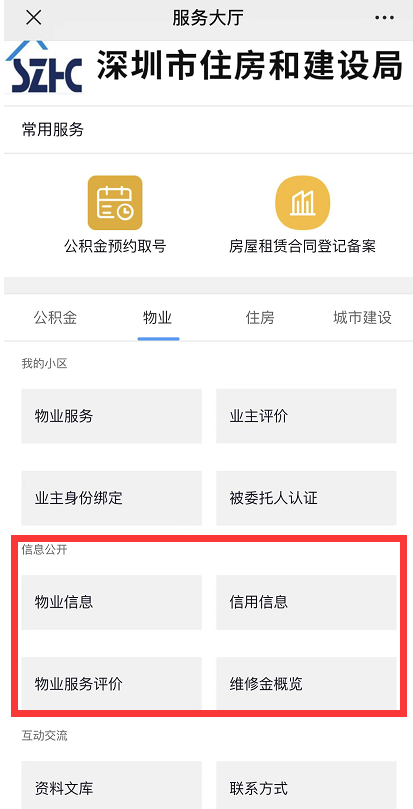 服务大厅
SZHC 深圳市住房和建设局
常用服务
公积金预约取号 房屋租赁合同登记备案
公积金 物业 住房 城市建设
我的小区
物业服务 业主评价
业主身份绑定 被委托人认证
信息公开
物业信息 信用信息
物业服务评价 维修金概览
互动交流
资料文库 联系方式